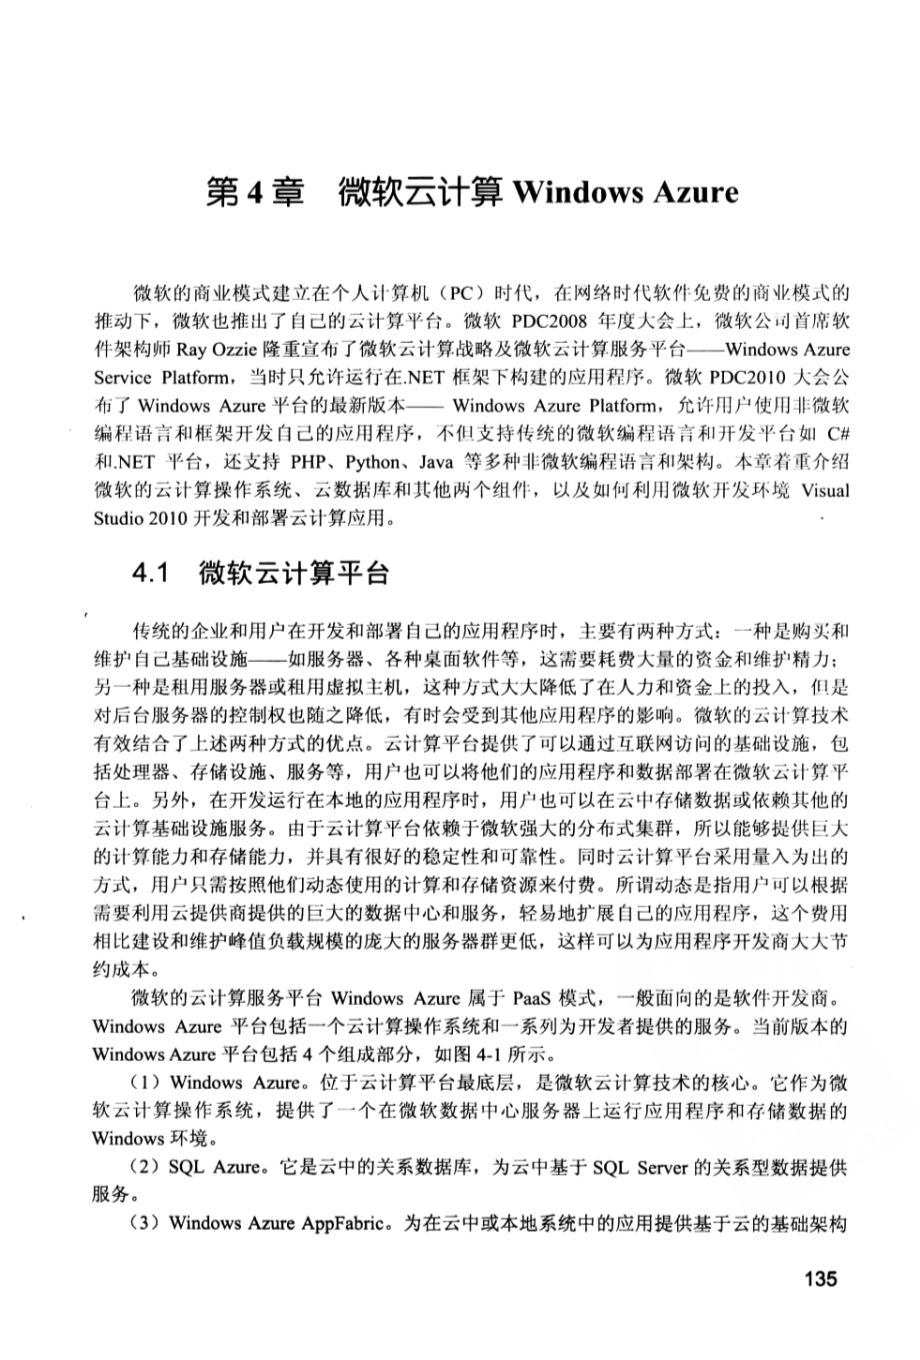 第 4 章　微软云计算 Windows Azure
微软的商业模式建立在个人计算机（PC）时代，在网络时代软件免费的商业模式的
推动下，微软也推出了自己的云计算平台。微软 PDC2008 年度大会上，微软公司首席软
件架构师 Ray Ozzie 隆重宣布了微软云计算战略及微软云计算服务平台——Windows Azure
Service Platform，当时只允许运行在.NET 框架下构建的应用程序。微软 PDC2010 大会公
布了 Windows Azure 平台的最新版本—— Windows Azure Platform，允许用户使用非微软
编程语言和框架开发自己的应用程序，不但支持传统的微软编程语言和开发平台如 C#
和.NET 平台，还支持 PHP、Python、Java 等多种非微软编程语言和架构。本章着重介绍
微软的云计算操作系统、云数据库和其他两个组件，以及如何利用微软开发环境 Visual
Studio 2010 开发和部署云计算应用。
4.1　微软云计算平台
传统的企业和用户在开发和部署自己的应用程序时，主要有两种方式：一种是购买和
维护自己基础设施——如服务器、各种桌面软件等，这需要耗费大量的资金和维护精力；
另一种是租用服务器或租用虚拟主机，这种方式大大降低了在人力和资金上的投入，但是
对后台服务器的控制权也随之降低，有时会受到其他应用程序的影响。微软的云计算技术
有效结合了上述两种方式的优点。云计算平台提供了可以通过互联网访问的基础设施，包
括处理器、存储设施、服务等，用户也可以将他们的应用程序和数据部署在微软云计算平
台上。另外，在开发运行在本地的应用程序时，用户也可以在云中存储数据或依赖其他的
云计算基础设施服务。由于云计算平台依赖于微软强大的分布式集群，所以能够提供巨大
的计算能力和存储能力，并具有很好的稳定性和可靠性。同时云计算平台采用量入为出的
方式，用户只需按照他们动态使用的计算和存储资源来付费。所谓动态是指用户可以根据
需要利用云提供商提供的巨大的数据中心和服务，轻易地扩展自己的应用程序，这个费用
相比建设和维护峰值负载规模的庞大的服务器群更低，这样可以为应用程序开发商大大节
约成本。
微软的云计算服务平台 Windows Azure 属于 PaaS 模式，一般面向的是软件开发商。
Windows Azure 平台包括一个云计算操作系统和一系列为开发者提供的服务。当前版本的
Windows Azure 平台包括 4 个组成部分，如图 4-1 所示。
（1）Windows Azure。位于云计算平台最底层，是微软云计算技术的核心。它作为微
软云计算操作系统，提供了一个在微软数据中心服务器上运行应用程序和存储数据的
Windows 环境。
（2）SQL Azure。它是云中的关系数据库，为云中基于 SQL Server 的关系型数据提供
服务。
（3）Windows Azure AppFabric。为在云中或本地系统中的应用提供基于云的基础架构
135